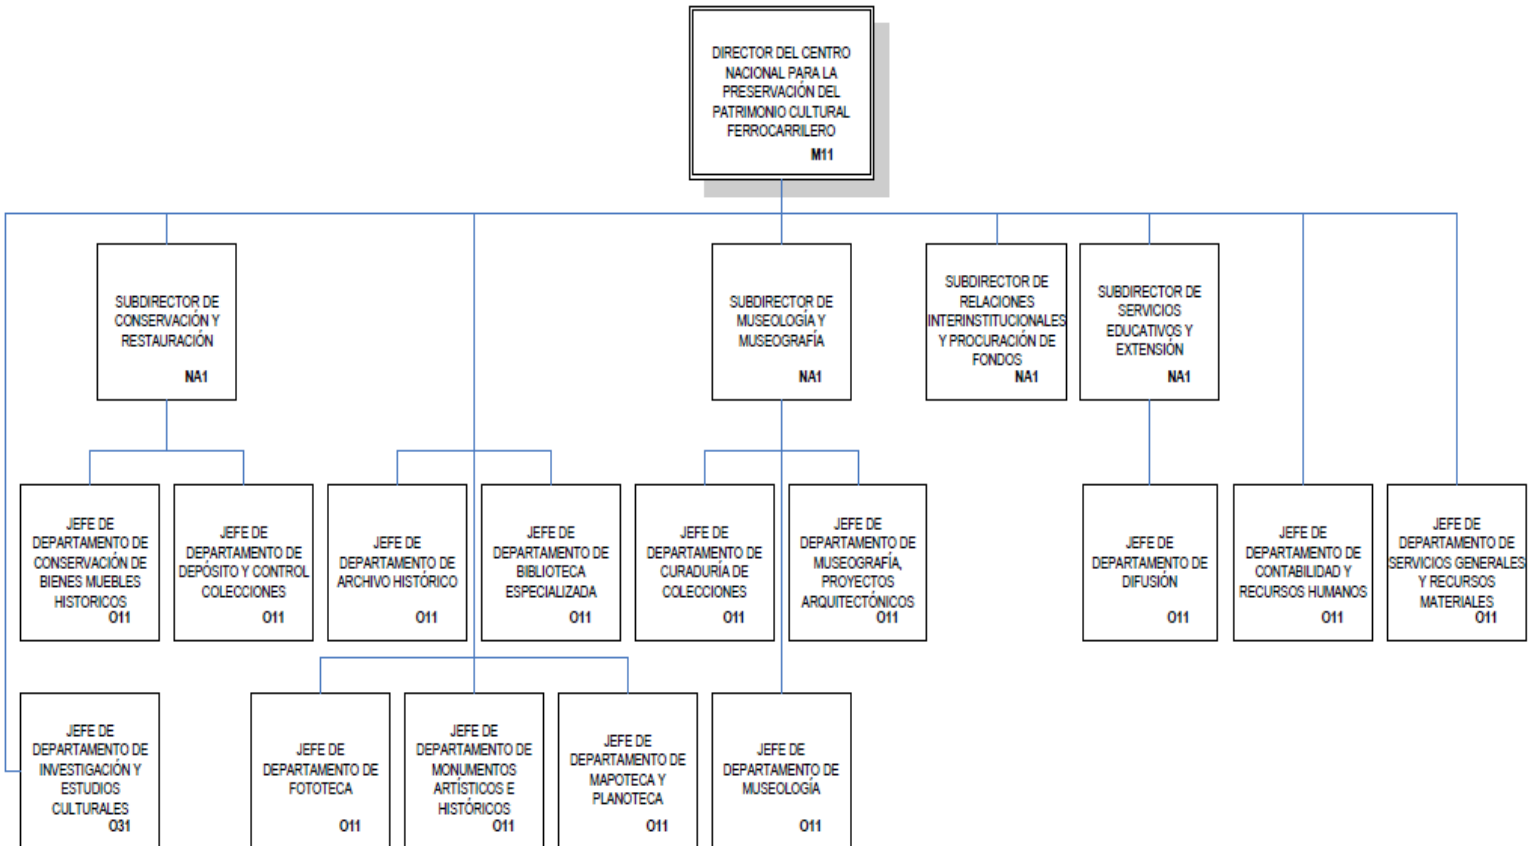 DIRECTOR DEL CENTRO
NACIONAL PARA LA
PRESERVACIÓN DEL
PATRIMONIO CULTURAL
FERROCARRILERO
M11
SUBDIRECTOR DE
CONSERVACIÓN Y
RESTAURACIÓN
NA1
SUBDIRECTOR DE
MUSEOLOGÍA Y
MUSEOGRAFÍA
NA1
SUBDIRECTOR DE
RELACIONES
INTERINSTITUCIONALES
Y PROCURACIÓN DE
FONDOS
NA1
SUBDIRECTOR DE
SERVICIOS
EDUCATIVOS Y
EXTENSIÓN
NA1
JEFE DE
DEPARTAMENTO DE
CONSERVACIÓN DE
BIENES MUEBLES
HISTORICOS
O11
JEFE DE
DEPARTAMENTO DE
DEPÓSITO Y CONTROL
COLECCIONES
O11
JEFE DE
DEPARTAMENTO DE
ARCHIVO HISTÓRICO
O11
JEFE DE
DEPARTAMENTO DE
BIBLIOTECA
ESPECIALIZADA
O11
JEFE DE
DEPARTAMENTO DE
CURADURÍA DE
COLECCIONES
O11
JEFE DE
DEPARTAMENTO DE
MUSEOGRAFÍA,
PROYECTOS
ARQUITECTÓNICOS
O11
JEFE DE
DEPARTAMENTO DE
DIFUSIÓN
O11
JEFE DE
DEPARTAMENTO DE
CONTABILIDAD Y
RECURSOS HUMANOS
O11
JEFE DE
DEPARTAMENTO DE
SERVICIOS GENERALES
Y RECURSOS
MATERIALES
O11
JEFE DE
DEPARTAMENTO DE
INVESTIGACIÓN Y
ESTUDIOS
CULTURALES
O31
JEFE DE
DEPARTAMENTO DE
FOTOTECA
O11
JEFE DE
DEPARTAMENTO DE
MONUMENTOS
ARTÍSTICOS E
HISTÓRICOS
O11
JEFE DE
DEPARTAMENTO DE
MAPOTECA Y
PLANOTECA
O11
JEFE DE
DEPARTAMENTO DE
MUSEOLOGÍA
O11